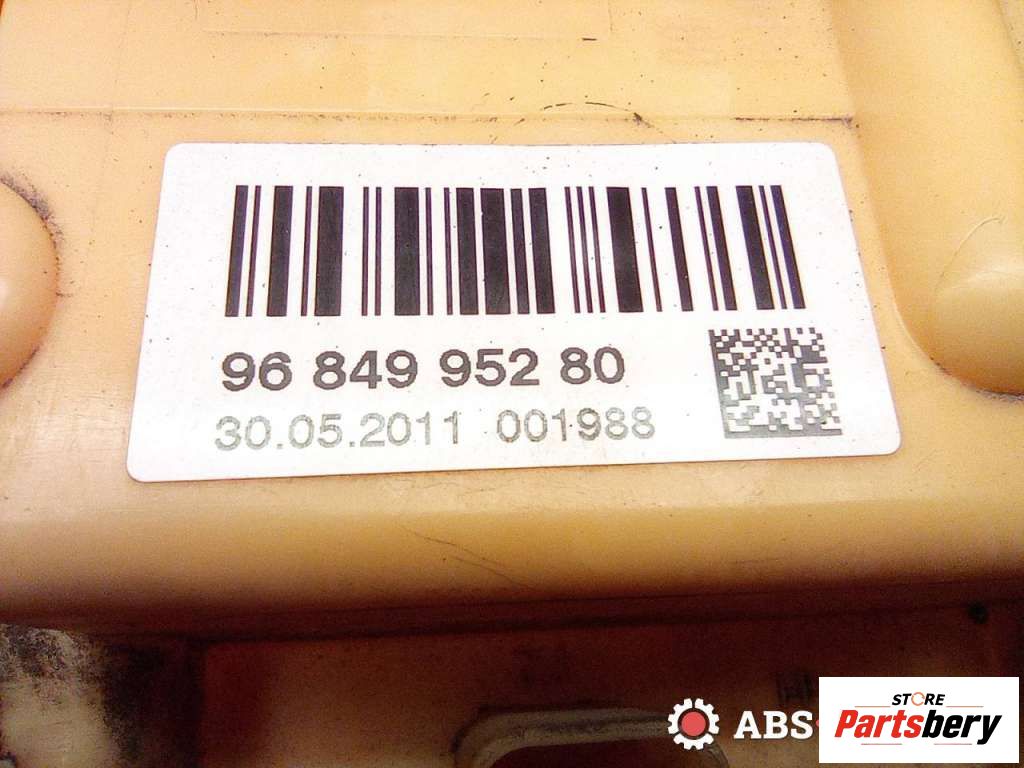 96 849 952 80
30.05.2011 001988
ABS-
STORE
Partsbery